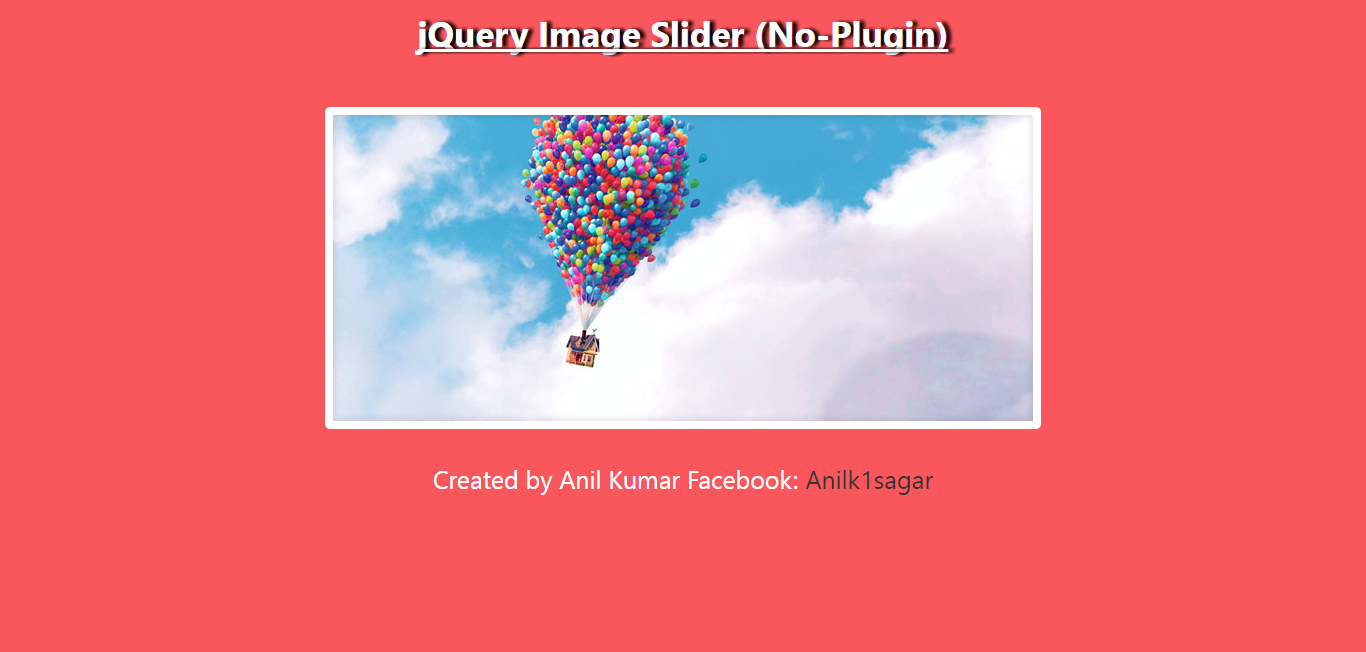 jQuery Image Slider (No-Plugin)
Created by Anil Kumar Facebook: Anilk1sagar